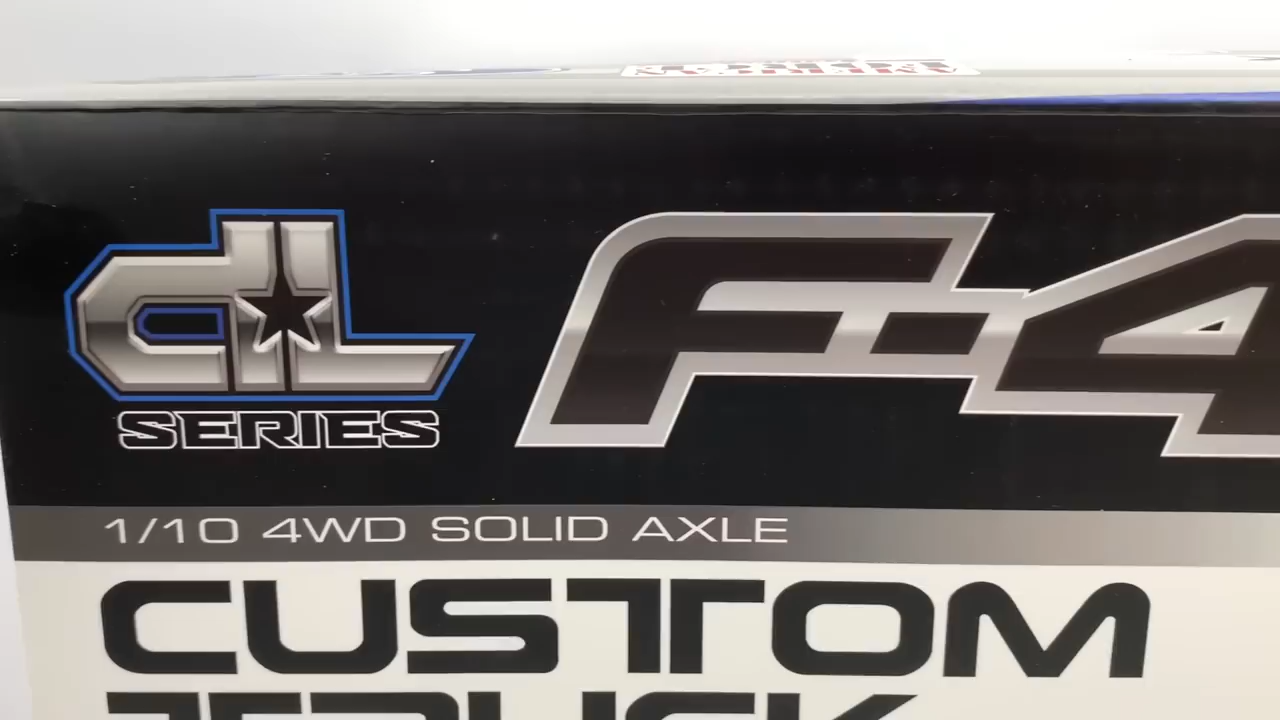 dL
SERIES
F-4
1/10 4WD SOLID AXLE
CUSTOM
TRUCK